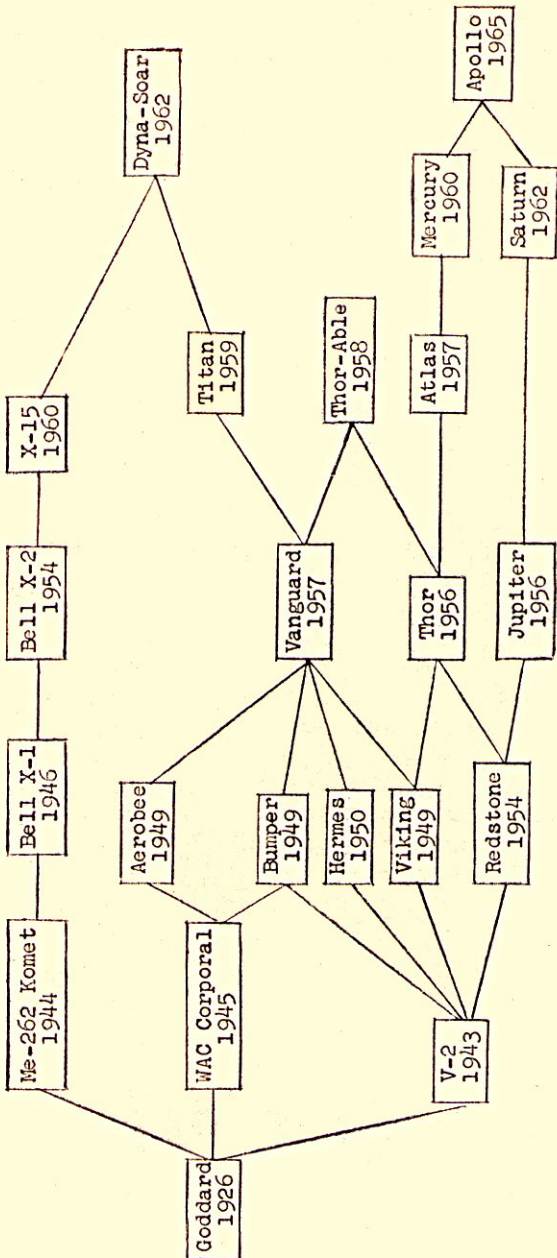 Goddard
1926
Me-262 Komet
1944
WAC Corporal
1945
V-2
1943
Bell X-1
1946
Aerobee
1949
Bumper
1949
Hermes
1950
Viking
1949
Redstone
1954
Bell X-2
1954
Vanguard
1957
Thor
1956
Jupiter
1956
X-15
1960
Titan
1959
Thor-Able
1958
Atlas
1957
Dyna-Soar
1962
Mercury
1960
Saturn
1962
Apollo
1965